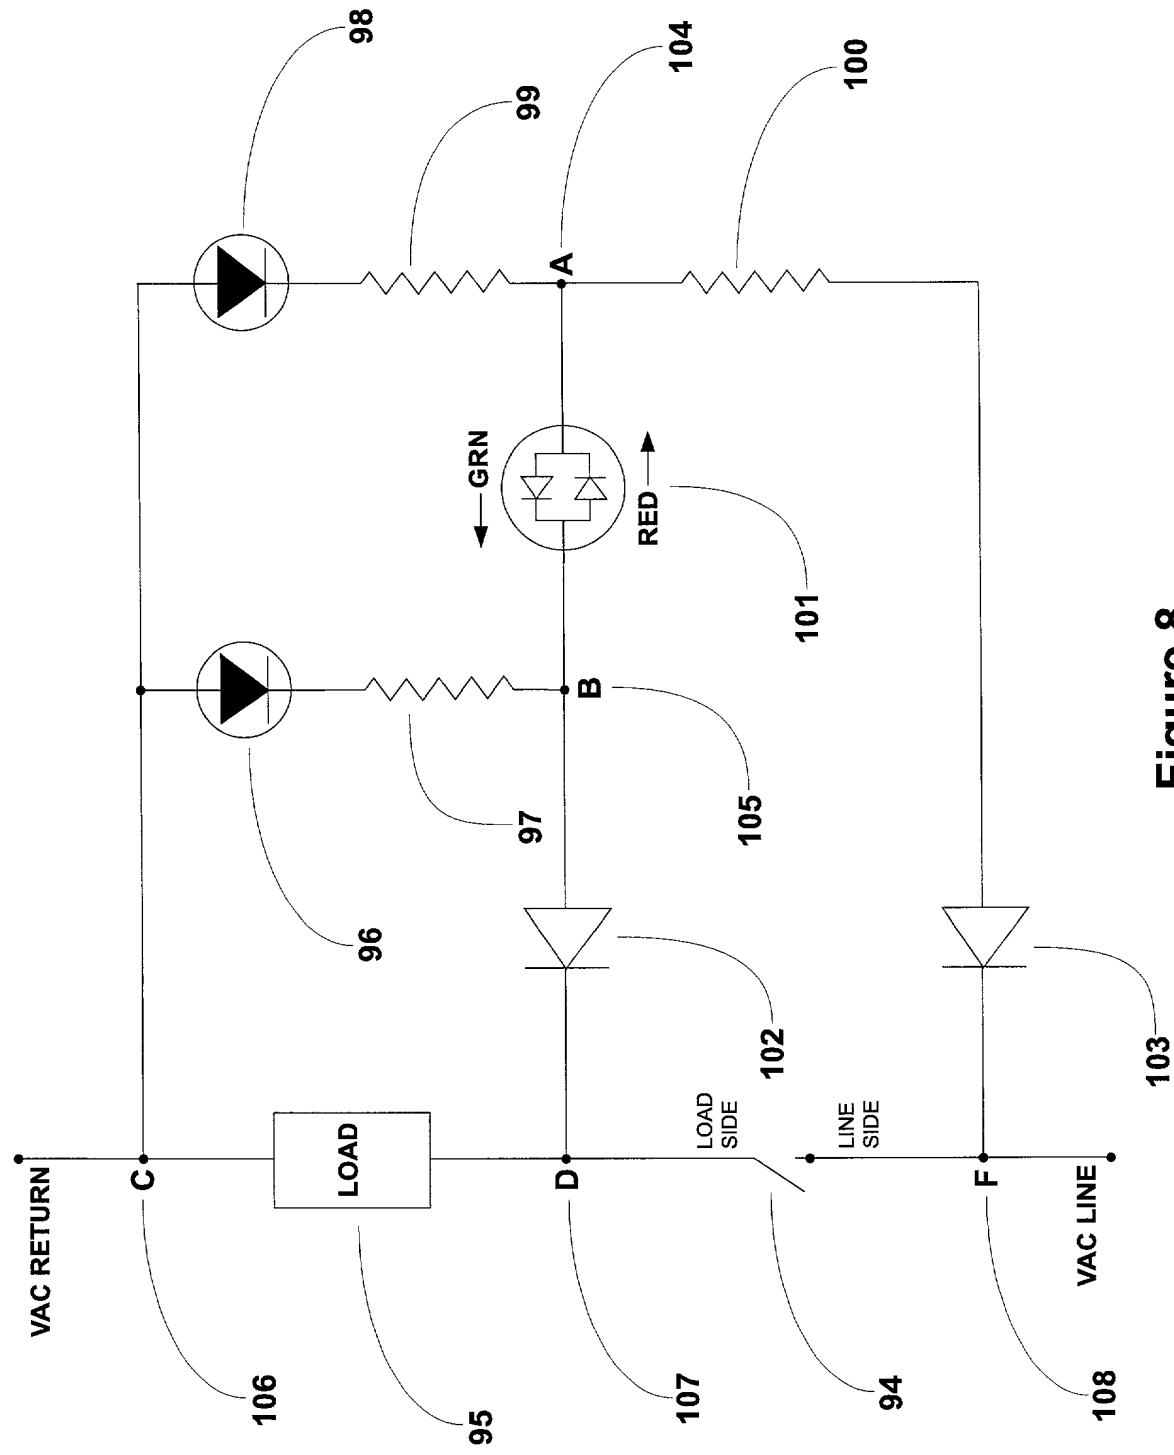 98
99
104
100
A
GRN
RED
101
B
105
97
96
102
103
LOAD
SIDE
LINE
SIDE
C
LOAD
D
F
VAC RETURN
VAC LINE
106
95
107
94
108
Figure 8